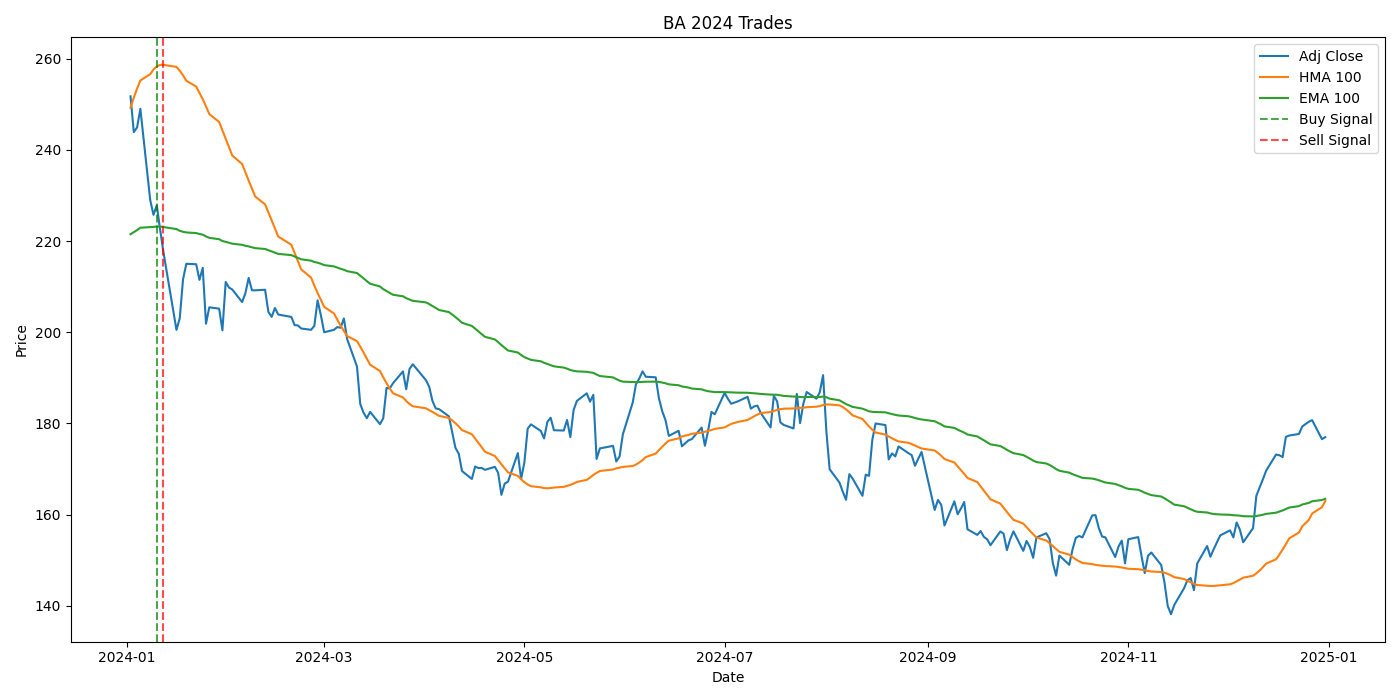 BA 2024 Trades
Price
260
240
220
200
180
160
140
Adj Close
HMA 100
EMA 100
Buy Signal
Sell Signal
2024-01 2024-03 2024-05 2024-07 2024-09 2024-11 2025-01
Date